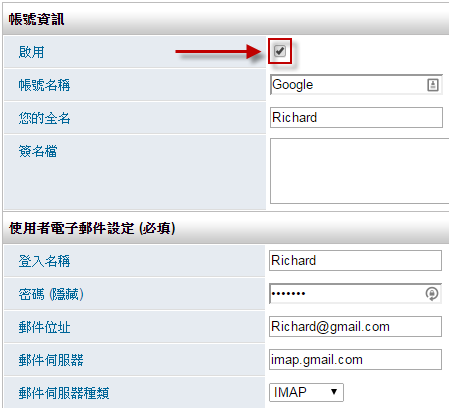 帳號資訊
啟用
帳號名稱 Google
您的全名 Richard
簽名檔
使用者電子郵件設定 (必填)
登入名稱 Richard
密碼 (隱藏) •••••••
郵件位址 Richard@gmail.com
郵件伺服器 imap.gmail.com
郵件伺服器種類 IMAP